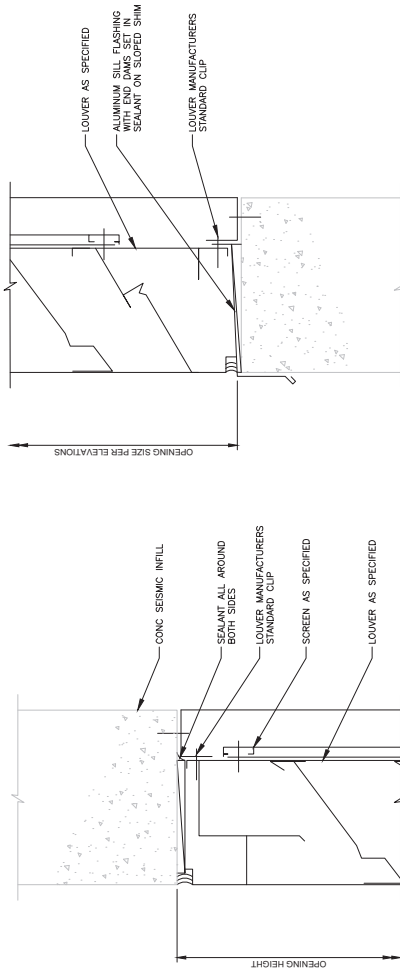 LOUVER AS SPECIFIED
ALUMINUM SILL FLASHING
WITH END DAMS SET IN
SEALANT ON SLOPED SHIM
LOUVER MANUFACTURERS
STANDARD CLIP
OPENING SIZE PER ELEVATIONS
CONC SEISMIC INFILL
SEALANT ALL AROUND
BOTH SIDES
LOUVER MANUFACTURERS
STANDARD CLIP
SCREEN AS SPECIFIED
LOUVER AS SPECIFIED
OPENING HEIGHT